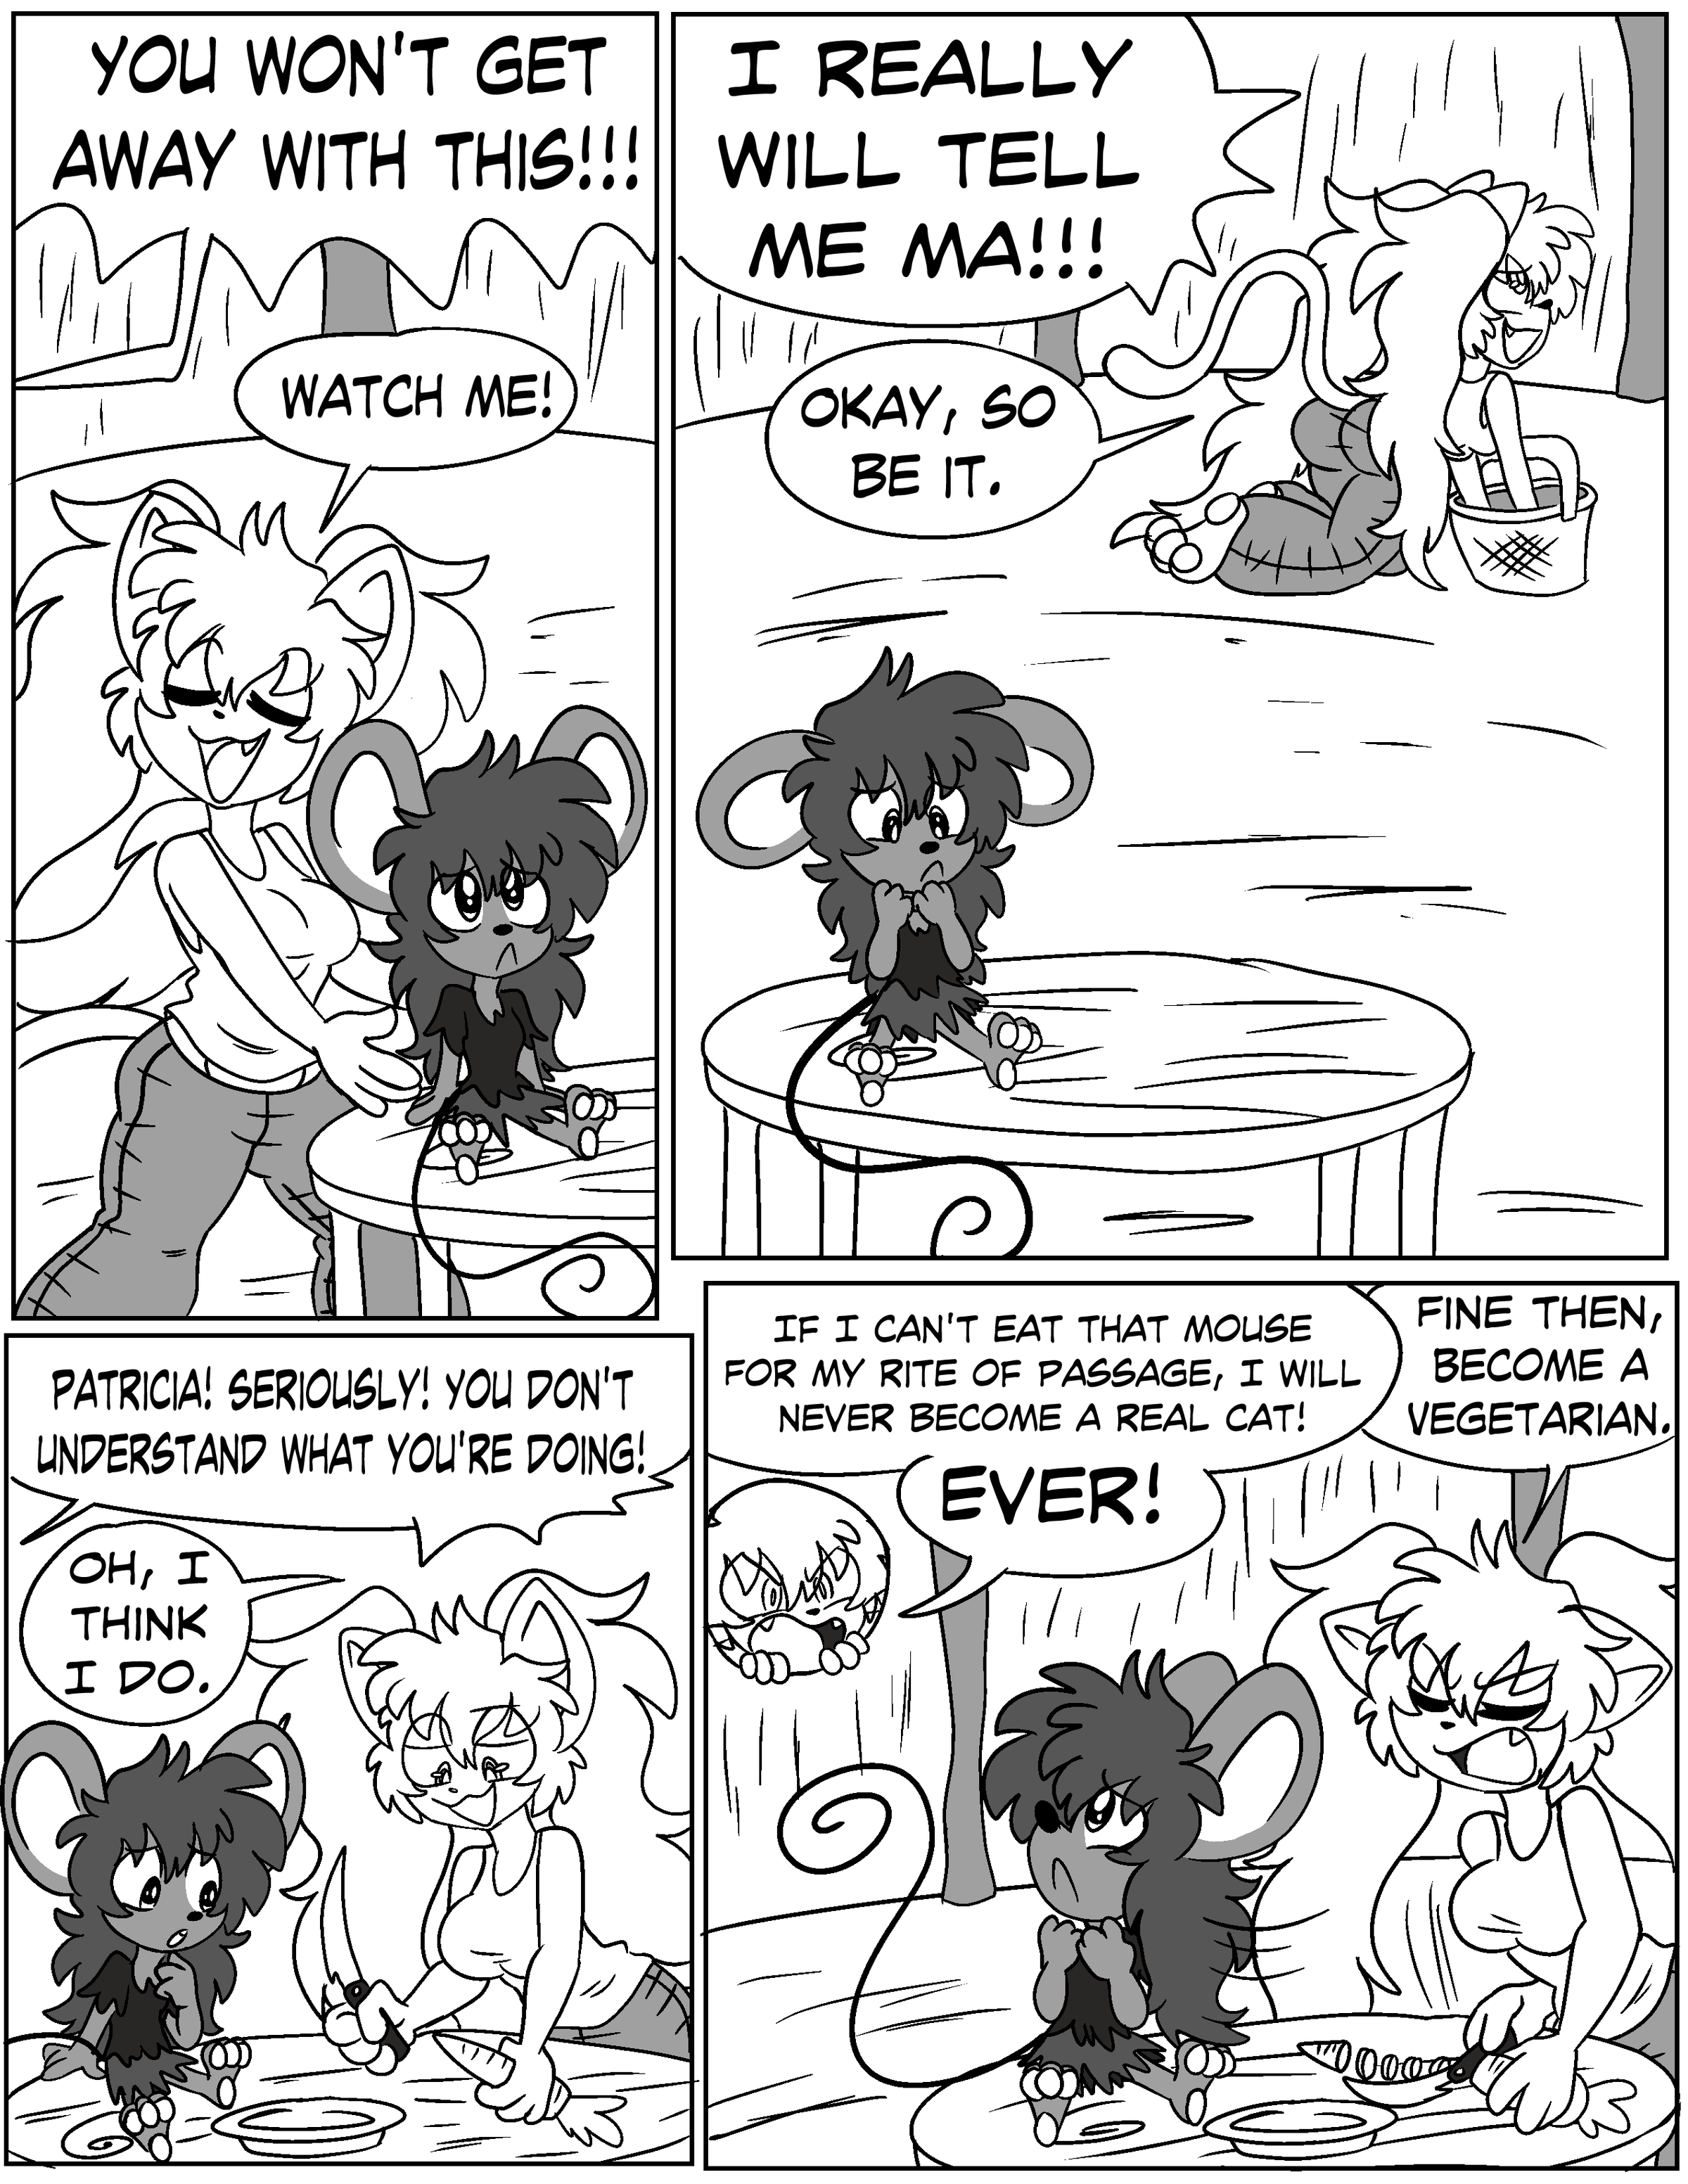 YOU WON'T GET
AWAY WITH THIS!!!
WATCH ME!
I REALLY
WILL TELL
ME MA!!!
OKAY, SO
BE IT.
PATRICIA! SERIOUSLY! YOU DON'T
UNDERSTAND WHAT YOU'RE DOING!
OH, I
THINK
I DO.
IF I CAN'T EAT THAT MOUSE
FOR MY RITE OF PASSAGE, I WILL
NEVER BECOME A REAL CAT!
EVER!
FINE THEN,
BECOME A
VEGETARIAN.